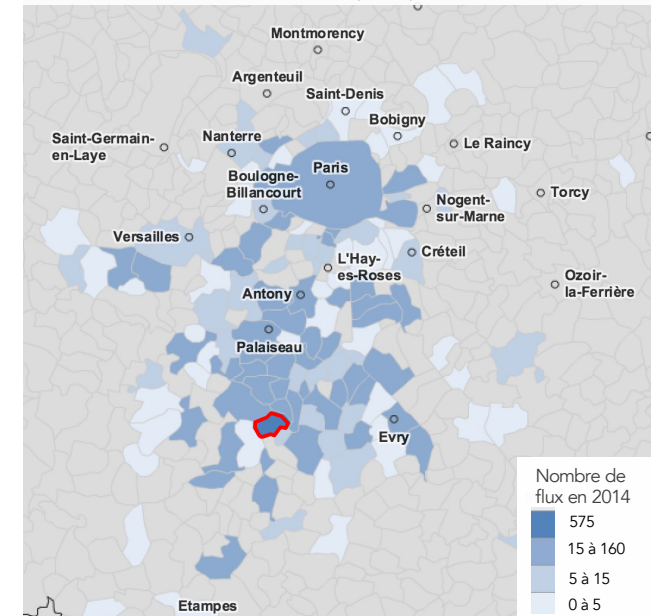 Montmorency
Argenteuil
Saint-Denis
Bobigny
Saint-Germain-
en-Laye
Nanterre
Le Raincy
Paris
Boulogne-
Billancourt
Nogent-
sur-Marne
Torcy
Versailles
L'Hay-
es-Roses
Créteil
Ozoir-
la-Ferrière
Antony
Palaiseau
Evry
Etampes
Nombre de
flux en 2014
575
15 à 160
5 à 15
0 à 5